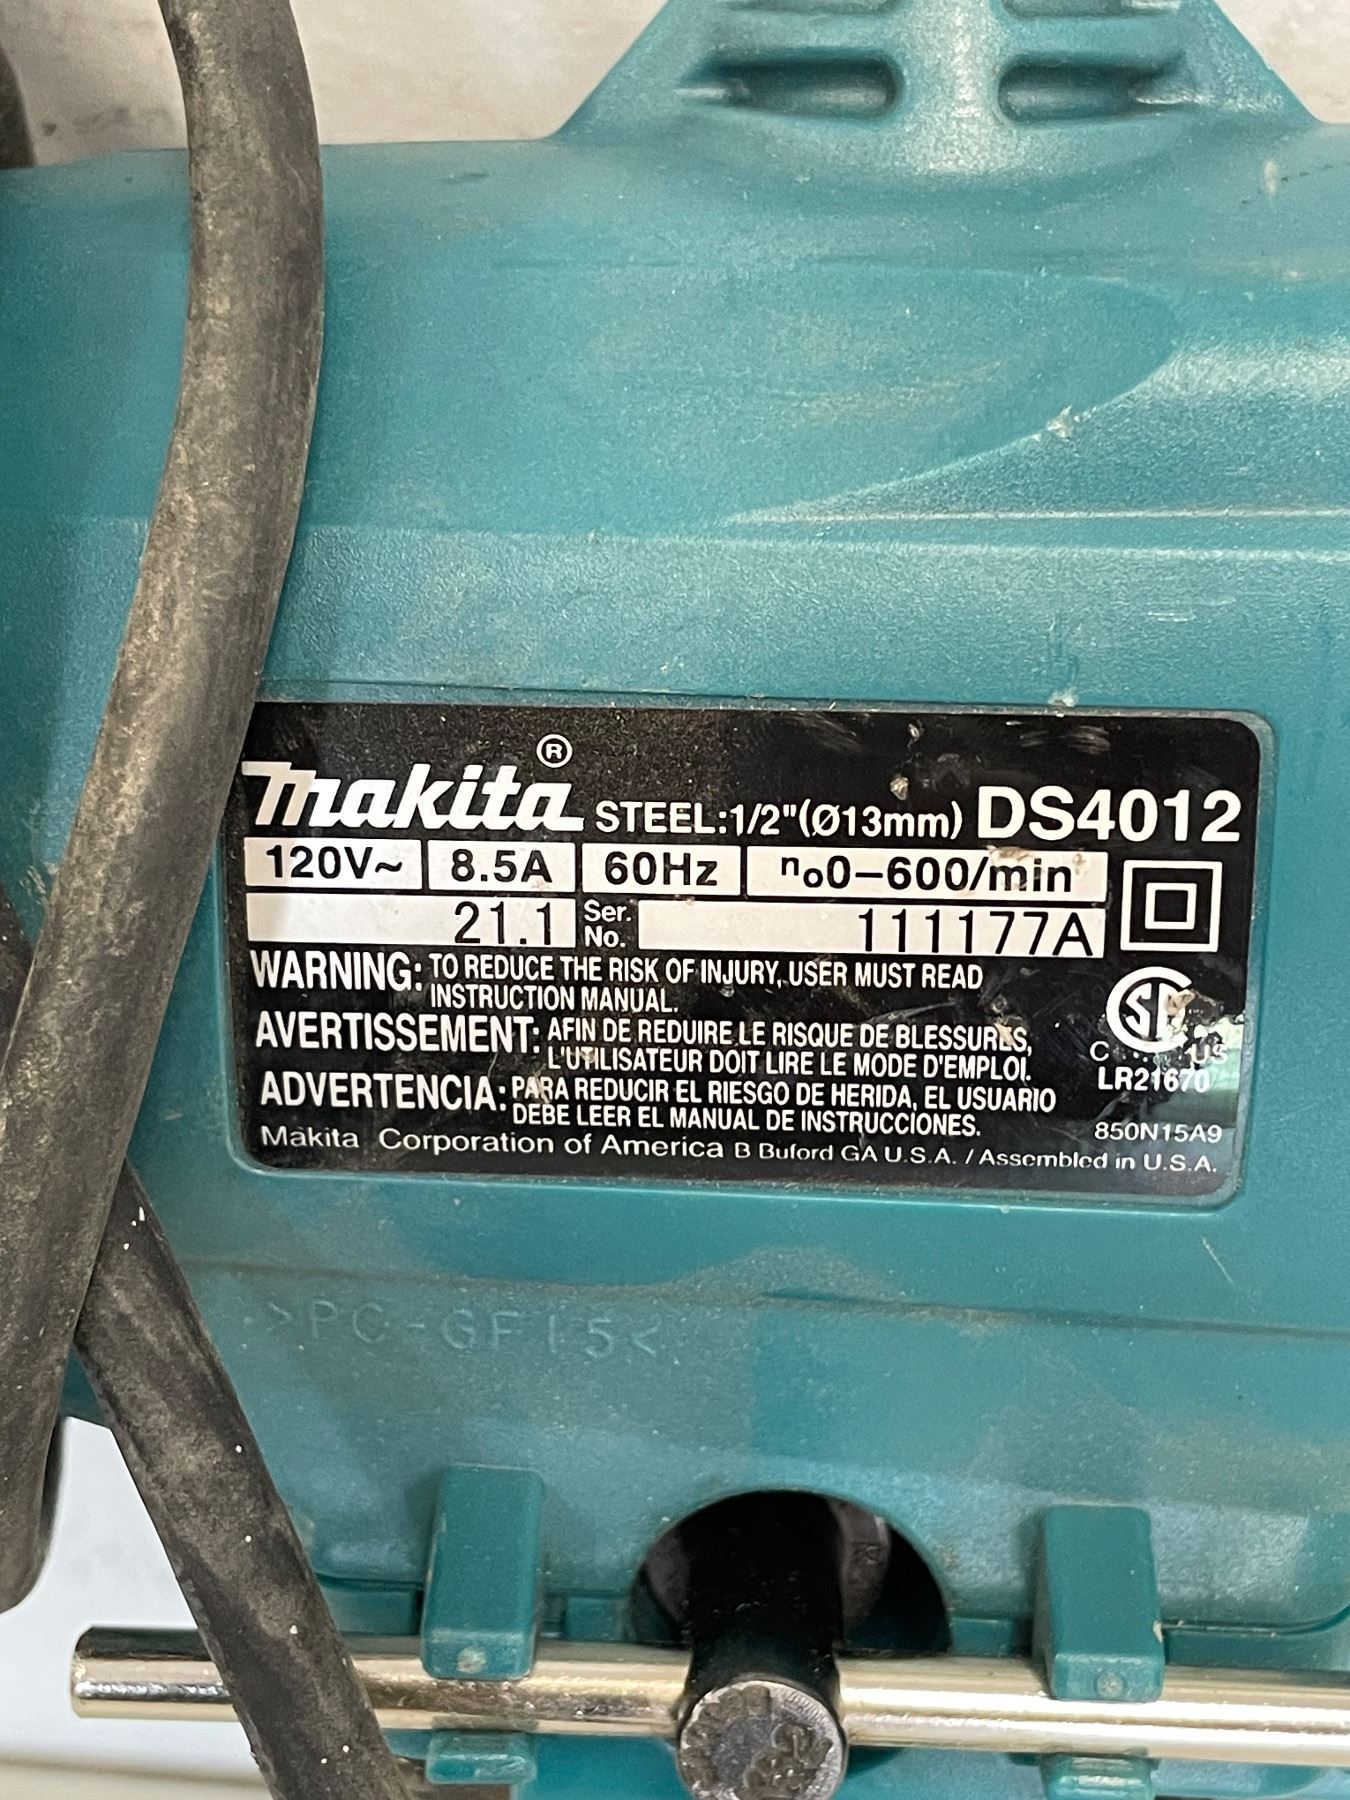 makita® STEEL:1/2"(Ø13mm) DS4012
120V~ 8.5A 60Hz no0–600/min
21.1 Ser. No. 111177A
WARNING: TO REDUCE THE RISK OF INJURY, USER MUST READ
INSTRUCTION MANUAL.
AVERTISSEMENT: AFIN DE REDUIRE LE RISQUE DE BLESSURES,
L'UTILISATEUR DOIT LIRE LE MODE D'EMPLOI.
ADVERTENCIA: PARA REDUCIR EL RIESGO DE HERIDA, EL USUARIO
DEBE LEER EL MANUAL DE INSTRUCCIONES.
C US
LR21670
850N15A9
Makita Corporation of America B Buford GA U.S.A. / Assembled in U.S.A.
>PC-GF15<